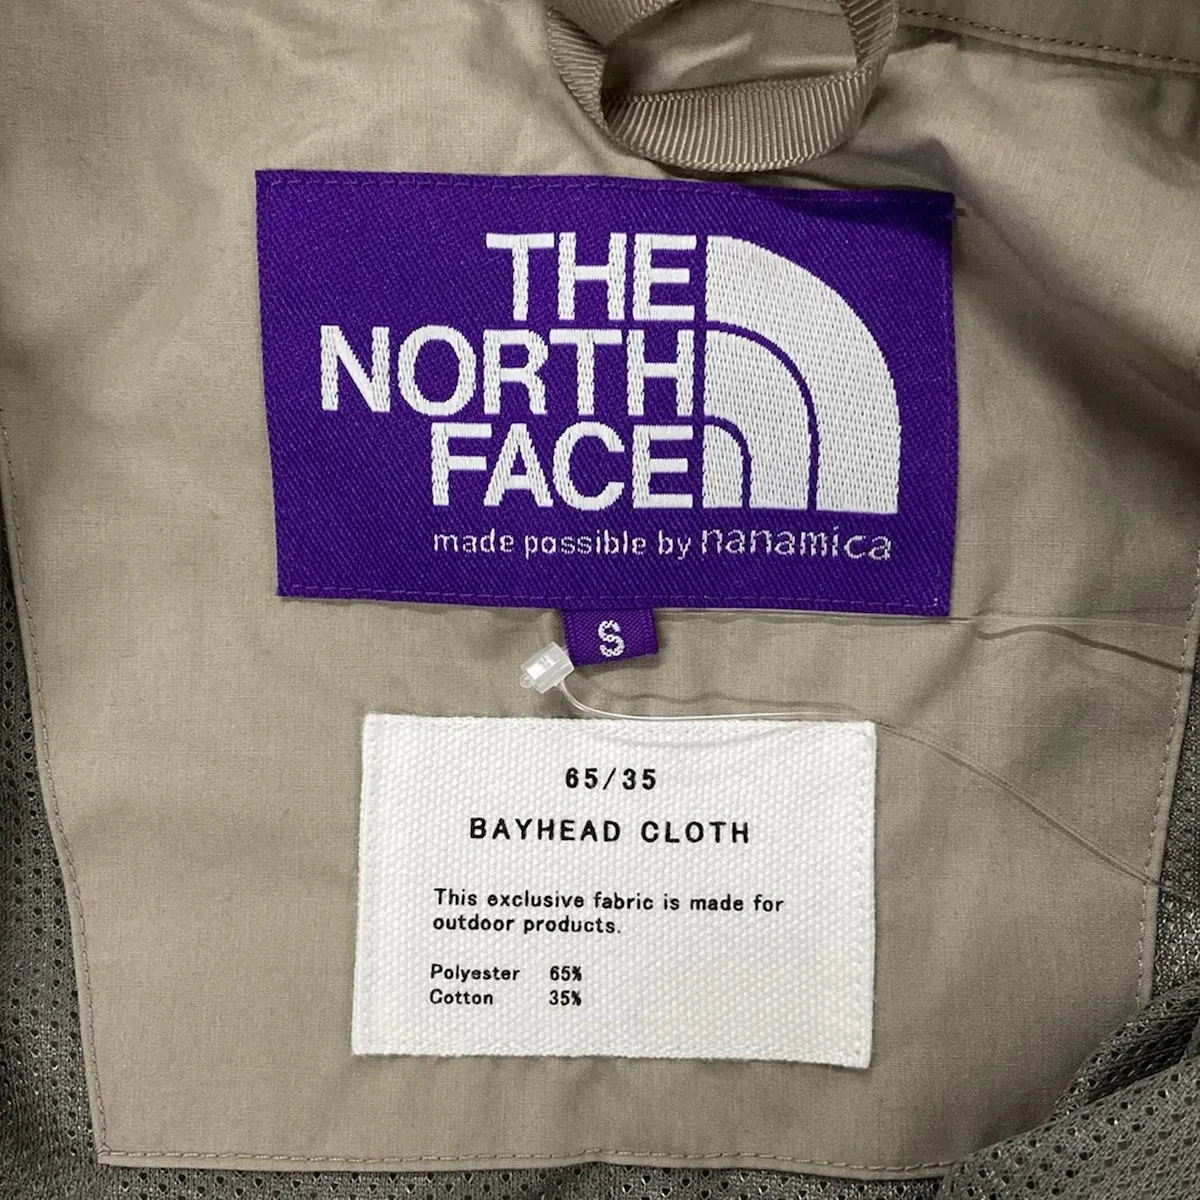 THE
NORTH
FACE
made possible by nanamica
S
65/35
BAYHEAD CLOTH
This exclusive fabric is made for
outdoor products.
Polyester 65%
Cotton 35%